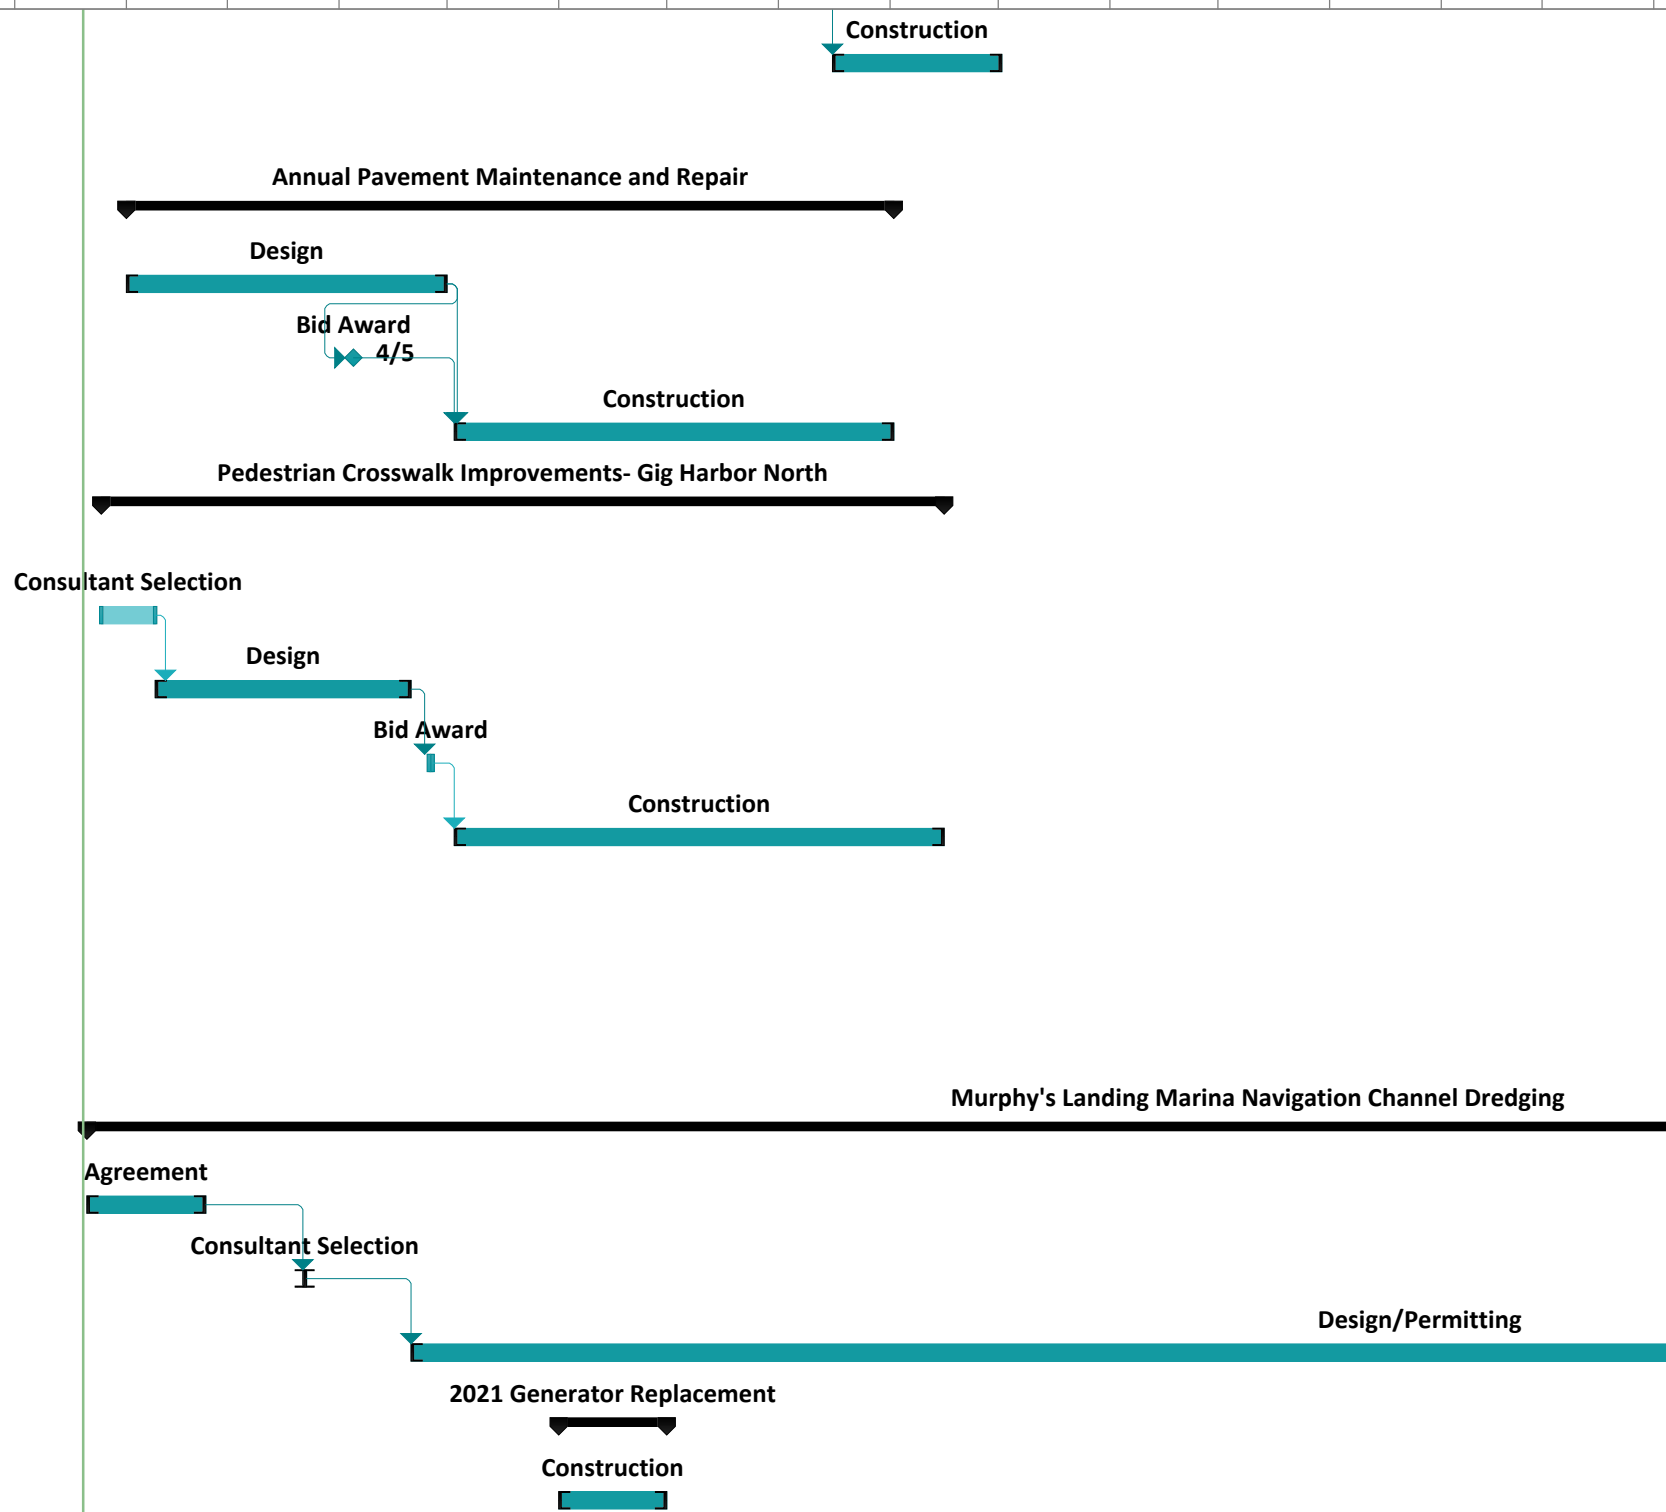 Construction
Annual Pavement Maintenance and Repair
Design
Bid Award
4/5
Construction
Pedestrian Crosswalk Improvements- Gig Harbor North
Consultant Selection
Design
Bid Award
Construction
Murphy's Landing Marina Navigation Channel Dredging
Agreement
Consultant Selection
Design/Permitting
2021 Generator Replacement
Construction